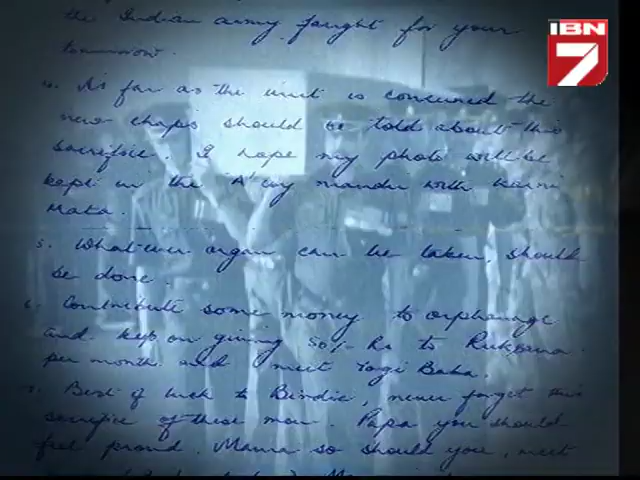 IBN
7
the Indian army fought for your
tomorrow.
4. As far as the unit is concerned the
new chaps should be told about this
sacrifice. I hope my photo will be
kept in the 'A' coy mandir with Karni
Mata.
5. Whatever organ can be taken, should
be done.
6. Contribute some money to orphanage
and keep on giving 50/- Rs to Rukhsana
per month and meet Yogi Baba.
7. Best of luck to Bindia, never forget this
sacrifice of these men. Papa you should
feel proud. Mama so should you, meet